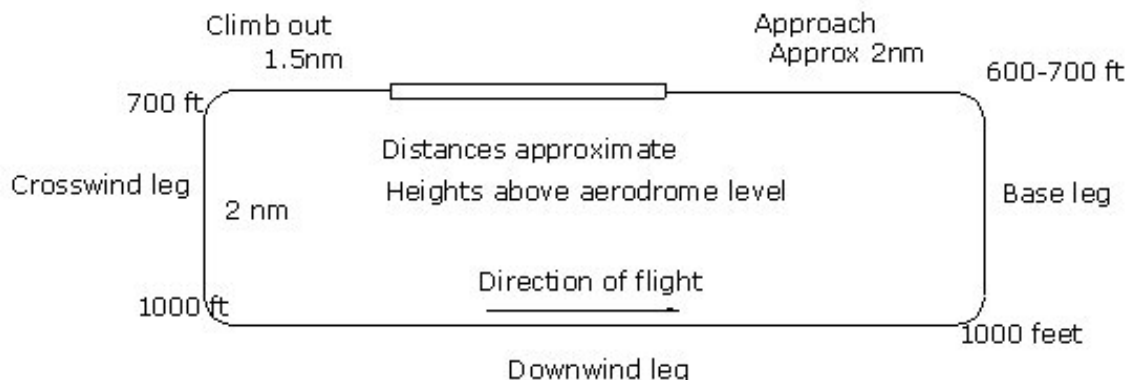 Climb out
1.5nm
Approach
Approx 2nm
600-700 ft
700 ft
Distances approximate
Heights above aerodrome level
Crosswind leg
2 nm
Base leg
Direction of flight
1000 ft
1000 feet
Downwind leg